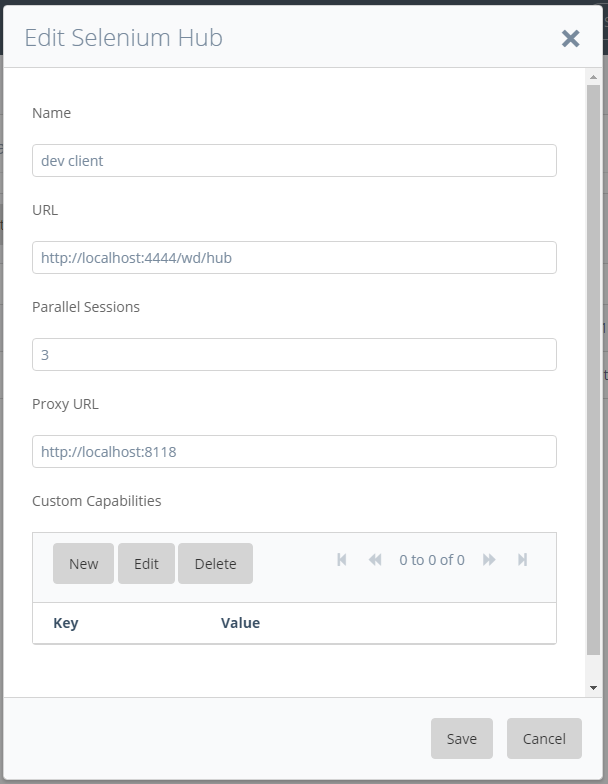 Edit Selenium Hub
Name
dev client
URL
http://localhost:4444/wd/hub
Parallel Sessions
3
Proxy URL
http://localhost:8118
Custom Capabilities
New Edit Delete 0 to 0 of 0
Key Value
Save Cancel